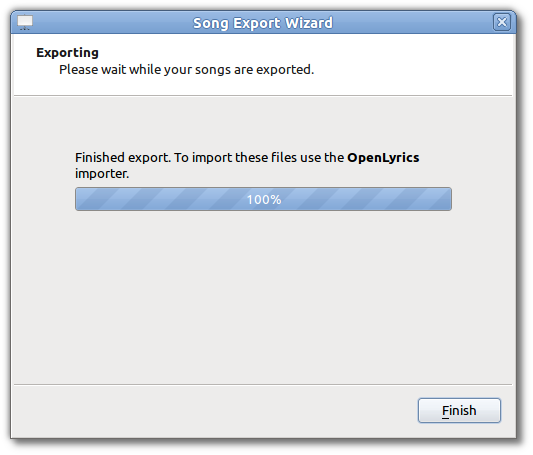 Song Export Wizard
Exporting
Please wait while your songs are exported.
Finished export. To import these files use the OpenLyrics
importer.
100%
Finish